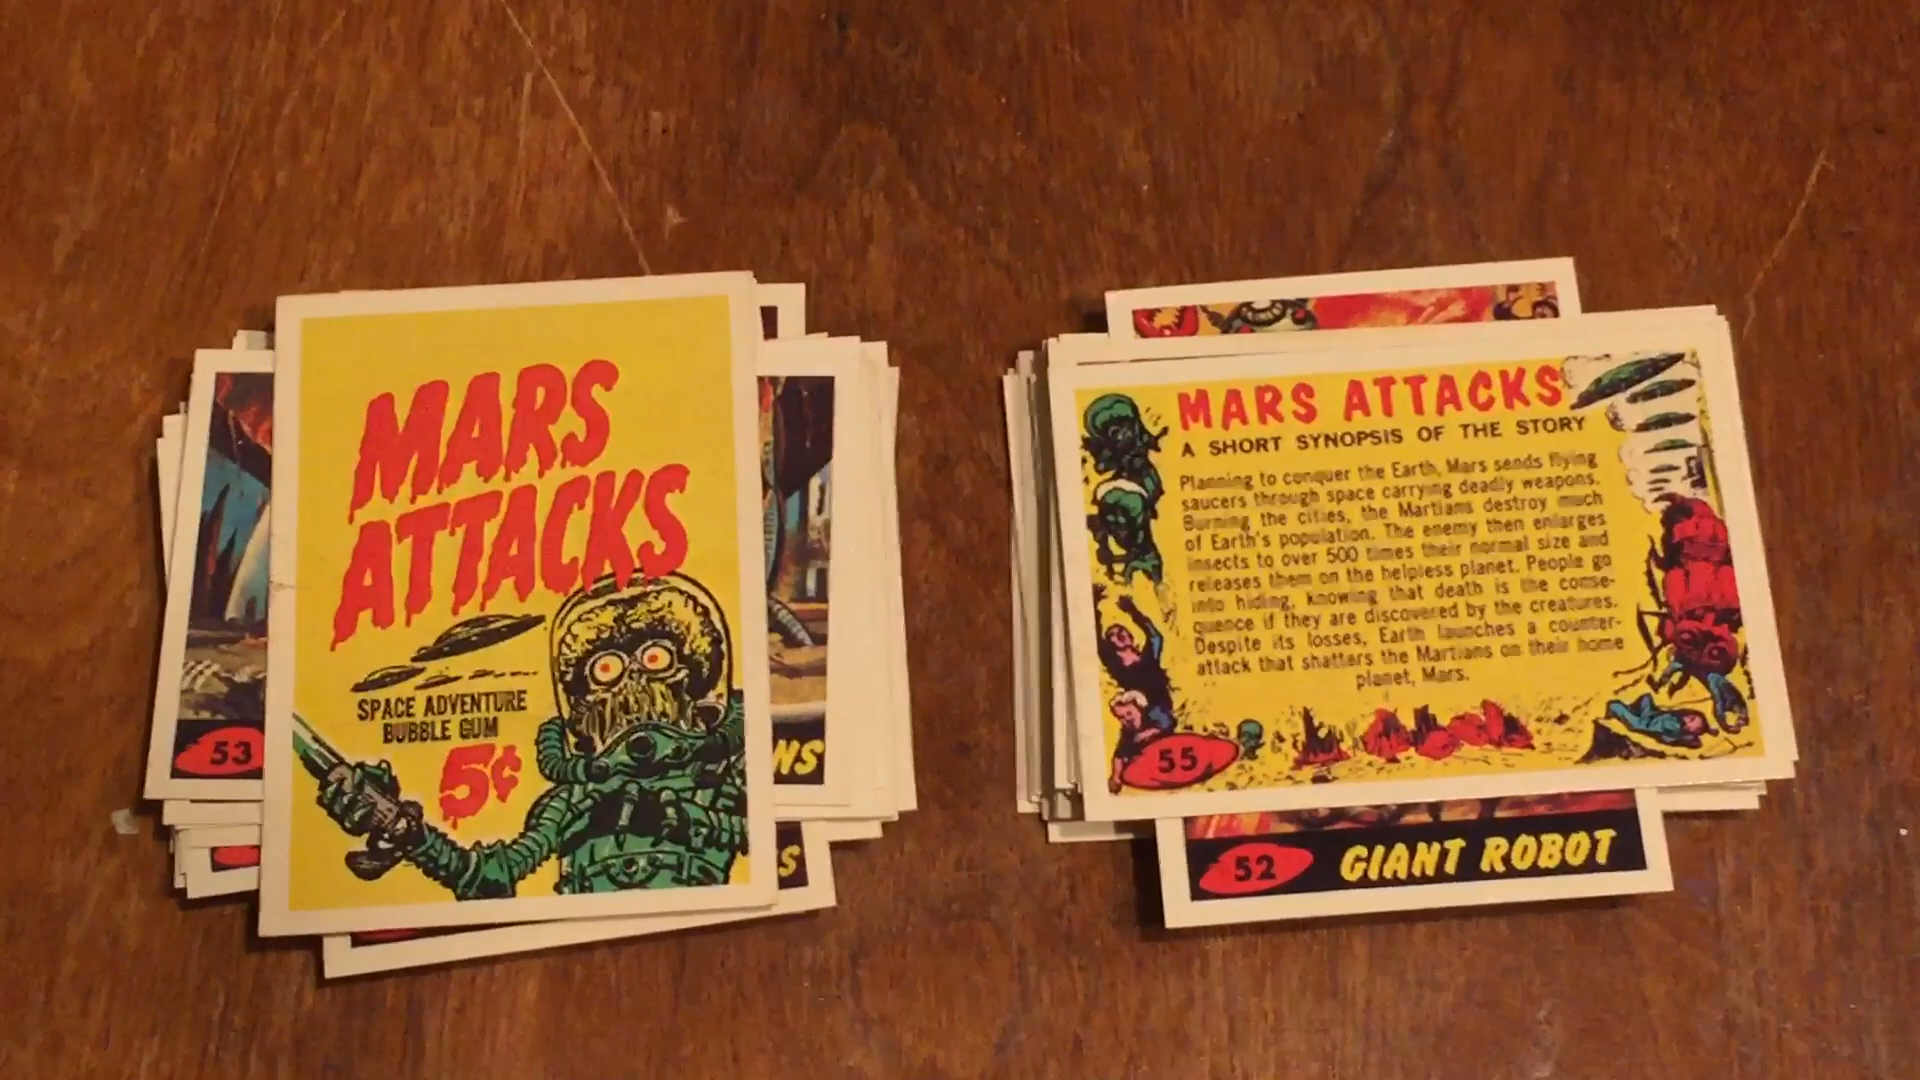 MARS
ATTACKS
SPACE ADVENTURE
BUBBLE GUM
5¢
53
NS
S
MARS ATTACKS
A SHORT SYNOPSIS OF THE STORY
Planning to conquer the Earth, Mars sends flying
saucers through space carrying deadly weapons.
Burning the cities, the Martians destroy much
of Earth's population. The enemy then enlarges
insects to over 500 times their normal size and
releases them on the helpless planet. People go
into hiding, knowing that death is the conse-
quence if they are discovered by the creatures.
Despite its losses, Earth launches a counter-
attack that shatters the Martians on their home
planet, Mars.
55
52 GIANT ROBOT